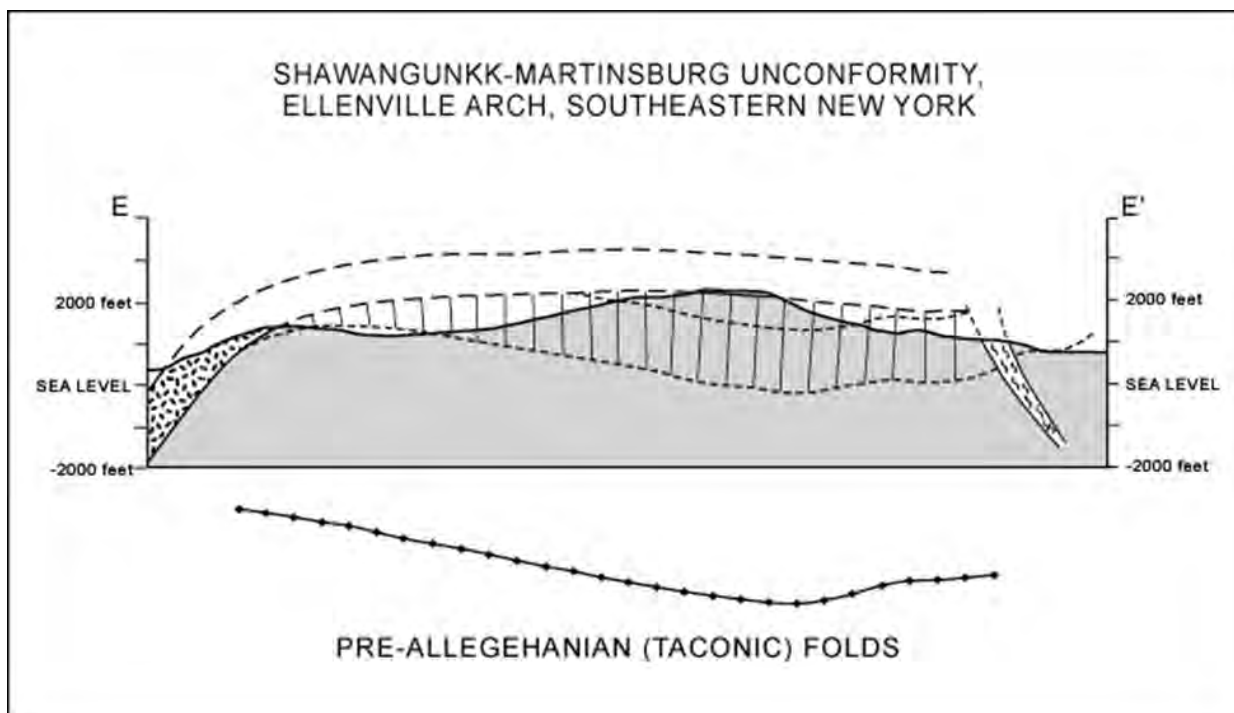 SHAWANGUNKK-MARTINSBURG UNCONFORMITY,
ELLENVILLE ARCH, SOUTHEASTERN NEW YORK
E
E'
2000 feet
2000 feet
SEA LEVEL
SEA LEVEL
-2000 feet
-2000 feet
PRE-ALLEGEHANIAN (TACONIC) FOLDS